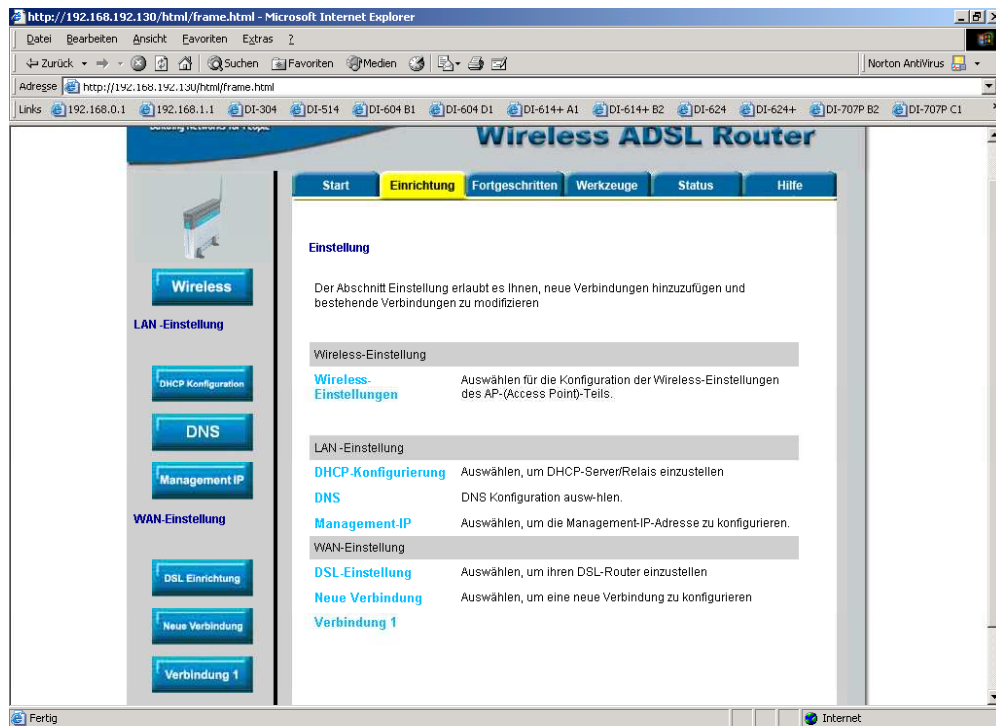 http://192.168.192.130/html/frame.html - Microsoft Internet Explorer
Datei Bearbeiten Ansicht Favoriten Extras ?
Zurück Suchen Favoriten Medien Norton AntiVirus
Adresse http://192.168.192.130/html/frame.html
Links 192.168.0.1 192.168.1.1 DI-304 DI-514 DI-604 B1 DI-604 D1 DI-614+ A1 DI-614+ B2 DI-624 DI-624+ DI-707P B2 DI-707P C1
Building Networks for People
Wireless ADSL Router
Start Einrichtung Fortgeschritten Werkzeuge Status Hilfe
Wireless
LAN -Einstellung
DHCP Konfiguration
DNS
Management IP
WAN-Einstellung
DSL Einrichtung
Neue Verbindung
Verbindung 1
Einstellung
Der Abschnitt Einstellung erlaubt es Ihnen, neue Verbindungen hinzuzufügen und
bestehende Verbindungen zu modifizieren
Wireless-Einstellung
Wireless-
Einstellungen
Auswählen für die Konfiguration der Wireless-Einstellungen
des AP-(Access Point)-Teils.
LAN -Einstellung
DHCP-Konfigurierung Auswählen, um DHCP-Server/Relais einzustellen
DNS DNS Konfiguration ausw-hlen.
Management-IP Auswählen, um die Management-IP-Adresse zu konfigurieren.
WAN-Einstellung
DSL-Einstellung Auswählen, um ihren DSL-Router einzustellen
Neue Verbindung Auswählen, um eine neue Verbindung zu konfigurieren
Verbindung 1
Fertig Internet